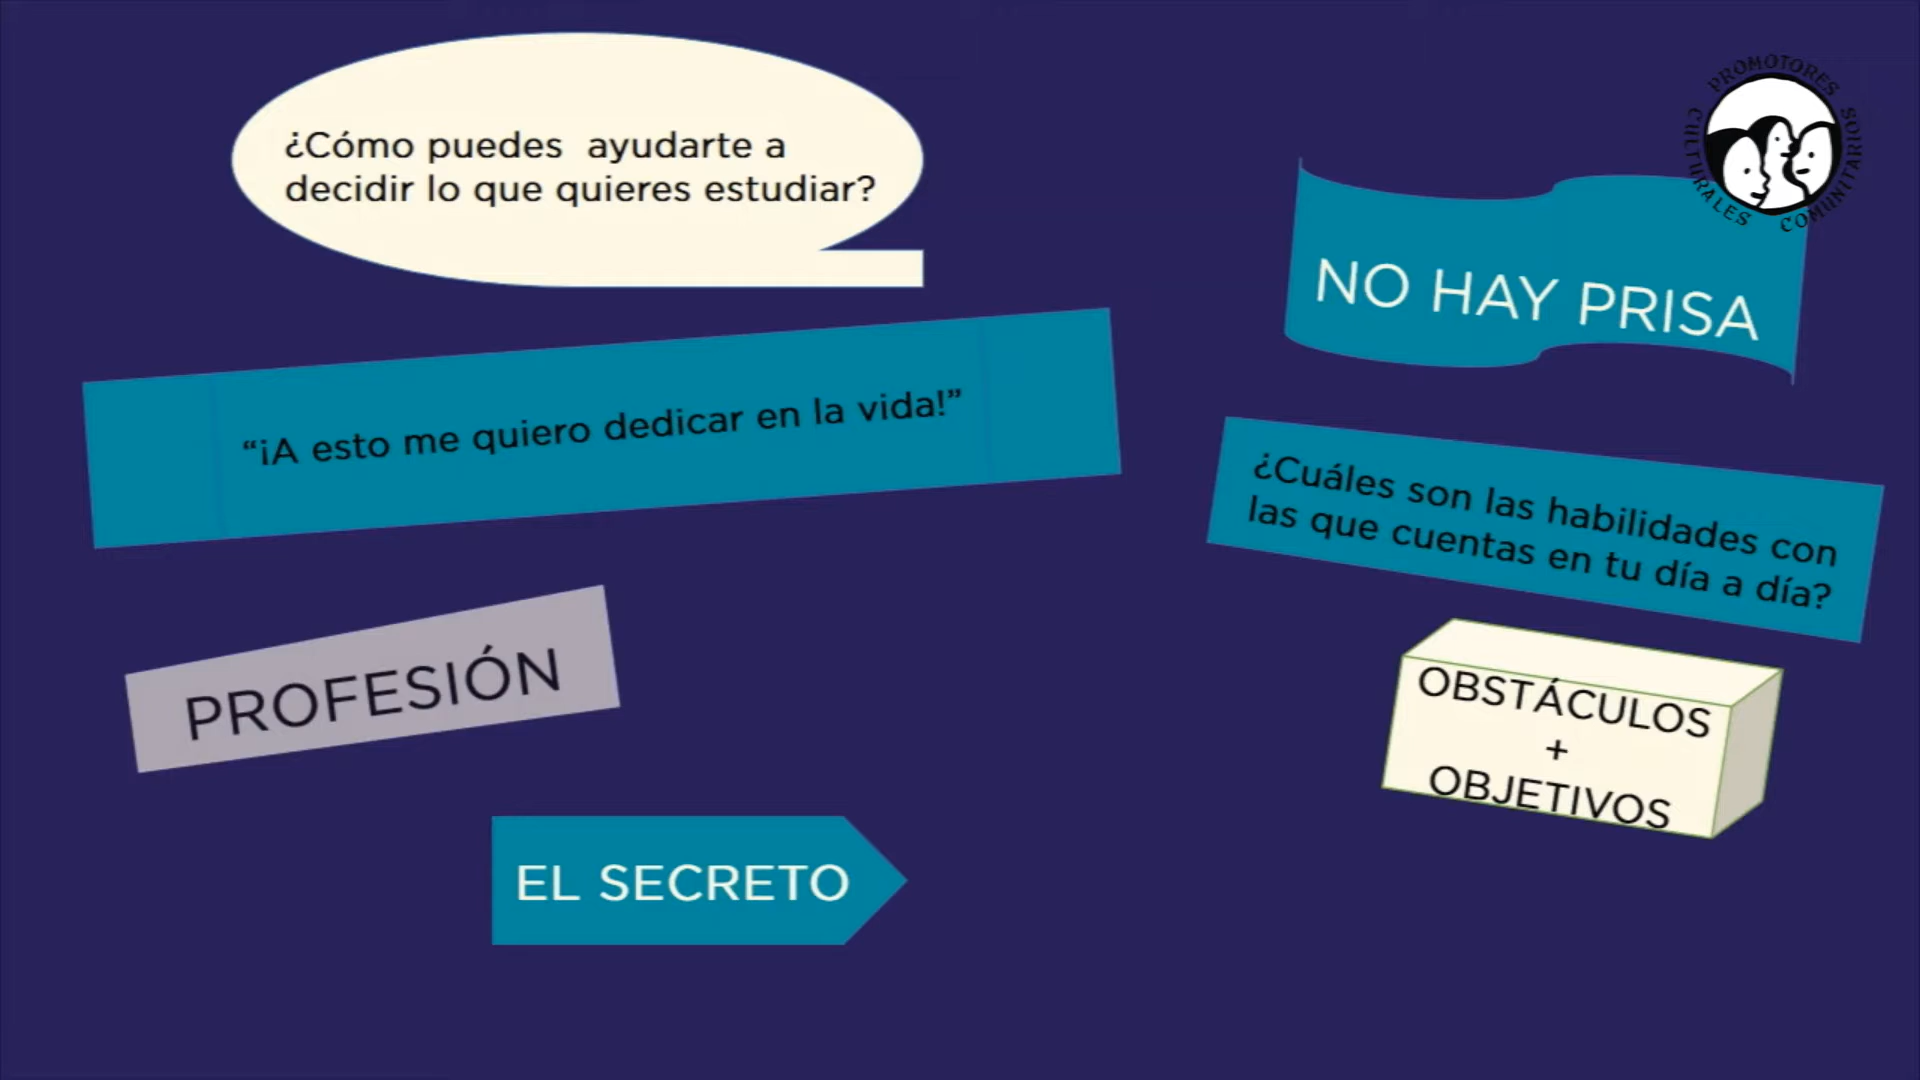 ¿Cómo puedes  ayudarte a
decidir lo que quieres estudiar?
PROMOTORES
CULTURALES
COMUNITARIOS
NO HAY PRISA
“¡A esto me quiero dedicar en la vida!”
¿Cuáles son las habilidades con
las que cuentas en tu día a día?
PROFESIÓN
OBSTÁCULOS
+
OBJETIVOS
EL SECRETO